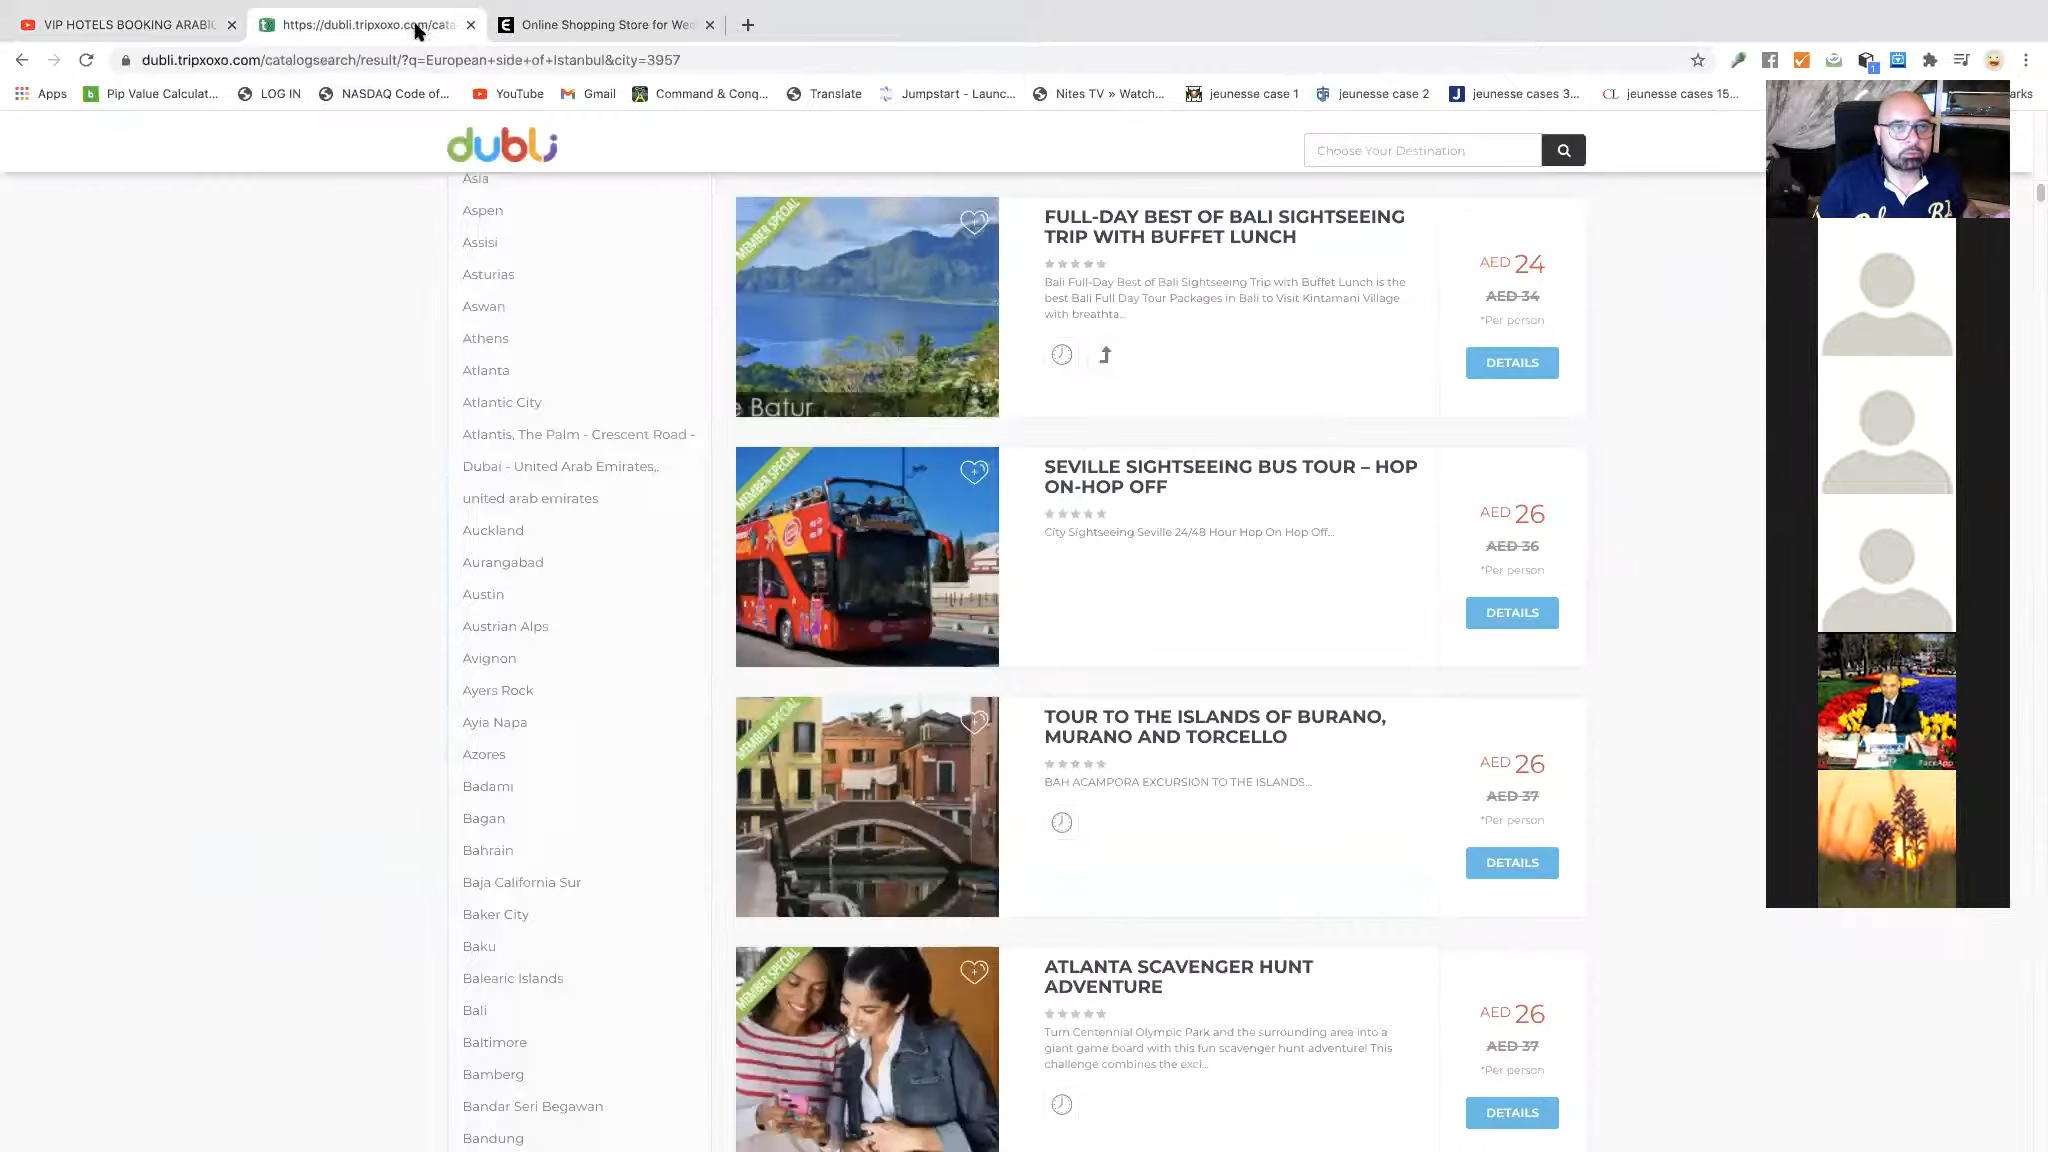 VIP HOTELS BOOKING ARABIC
https://dubli.tripxoxo.com/cata
Online Shopping Store for Wed
dubli.tripxoxo.com/catalogsearch/result/?q=European+side+of+Istanbul&city=3957
Apps
Pip Value Calculat...
LOG IN
NASDAQ Code of...
YouTube
Gmail
Command & Conq...
Translate
Jumpstart - Launc...
Nites TV » Watch...
jeunesse case 1
jeunesse case 2
jeunesse cases 3...
jeunesse cases 15...
arks
dubli
Choose Your Destination
Asia
Aspen
Assisi
Asturias
Aswan
Athens
Atlanta
Atlantic City
Atlantis, The Palm - Crescent Road -
Dubai - United Arab Emirates,.
united arab emirates
Auckland
Aurangabad
Austin
Austrian Alps
Avignon
Ayers Rock
Ayia Napa
Azores
Badami
Bagan
Bahrain
Baja California Sur
Baker City
Baku
Balearic Islands
Bali
Baltimore
Bamberg
Bandar Seri Begawan
Bandung
MEMBER SPECIAL
e Batur
FULL-DAY BEST OF BALI SIGHTSEEING
TRIP WITH BUFFET LUNCH
Bali Full-Day Best of Bali Sightseeing Trip with Buffet Lunch is the
best Bali Full Day Tour Packages in Bali to Visit Kintamani Village
with breathta...
AED 24
AED 34
*Per person
DETAILS
MEMBER SPECIAL
SEVILLE SIGHTSEEING BUS TOUR – HOP
ON-HOP OFF
City Sightseeing Seville 24/48 Hour Hop On Hop Off...
AED 26
AED 36
*Per person
DETAILS
MEMBER SPECIAL
TOUR TO THE ISLANDS OF BURANO,
MURANO AND TORCELLO
BAH ACAMPORA EXCURSION TO THE ISLANDS...
AED 26
AED 37
*Per person
DETAILS
MEMBER SPECIAL
ATLANTA SCAVENGER HUNT
ADVENTURE
Turn Centennial Olympic Park and the surrounding area into a
giant game board with this fun scavenger hunt adventure! This
challenge combines the exci...
AED 26
AED 37
*Per person
DETAILS
FaceApp